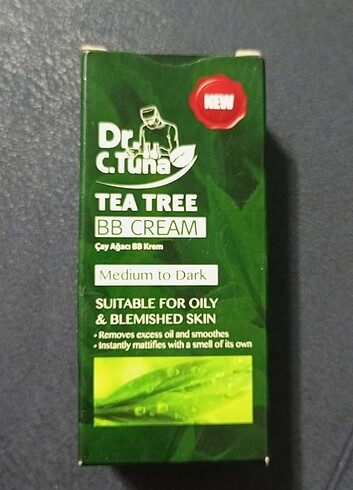 NEW
Dr.
C.Tuna
TEA TREE
BB CREAM
Çay Ağacı BB Krem
Medium to Dark
SUITABLE FOR OILY
& BLEMISHED SKIN
• Removes excess oil and smoothes
• Instantly mattifies with a smell of its own